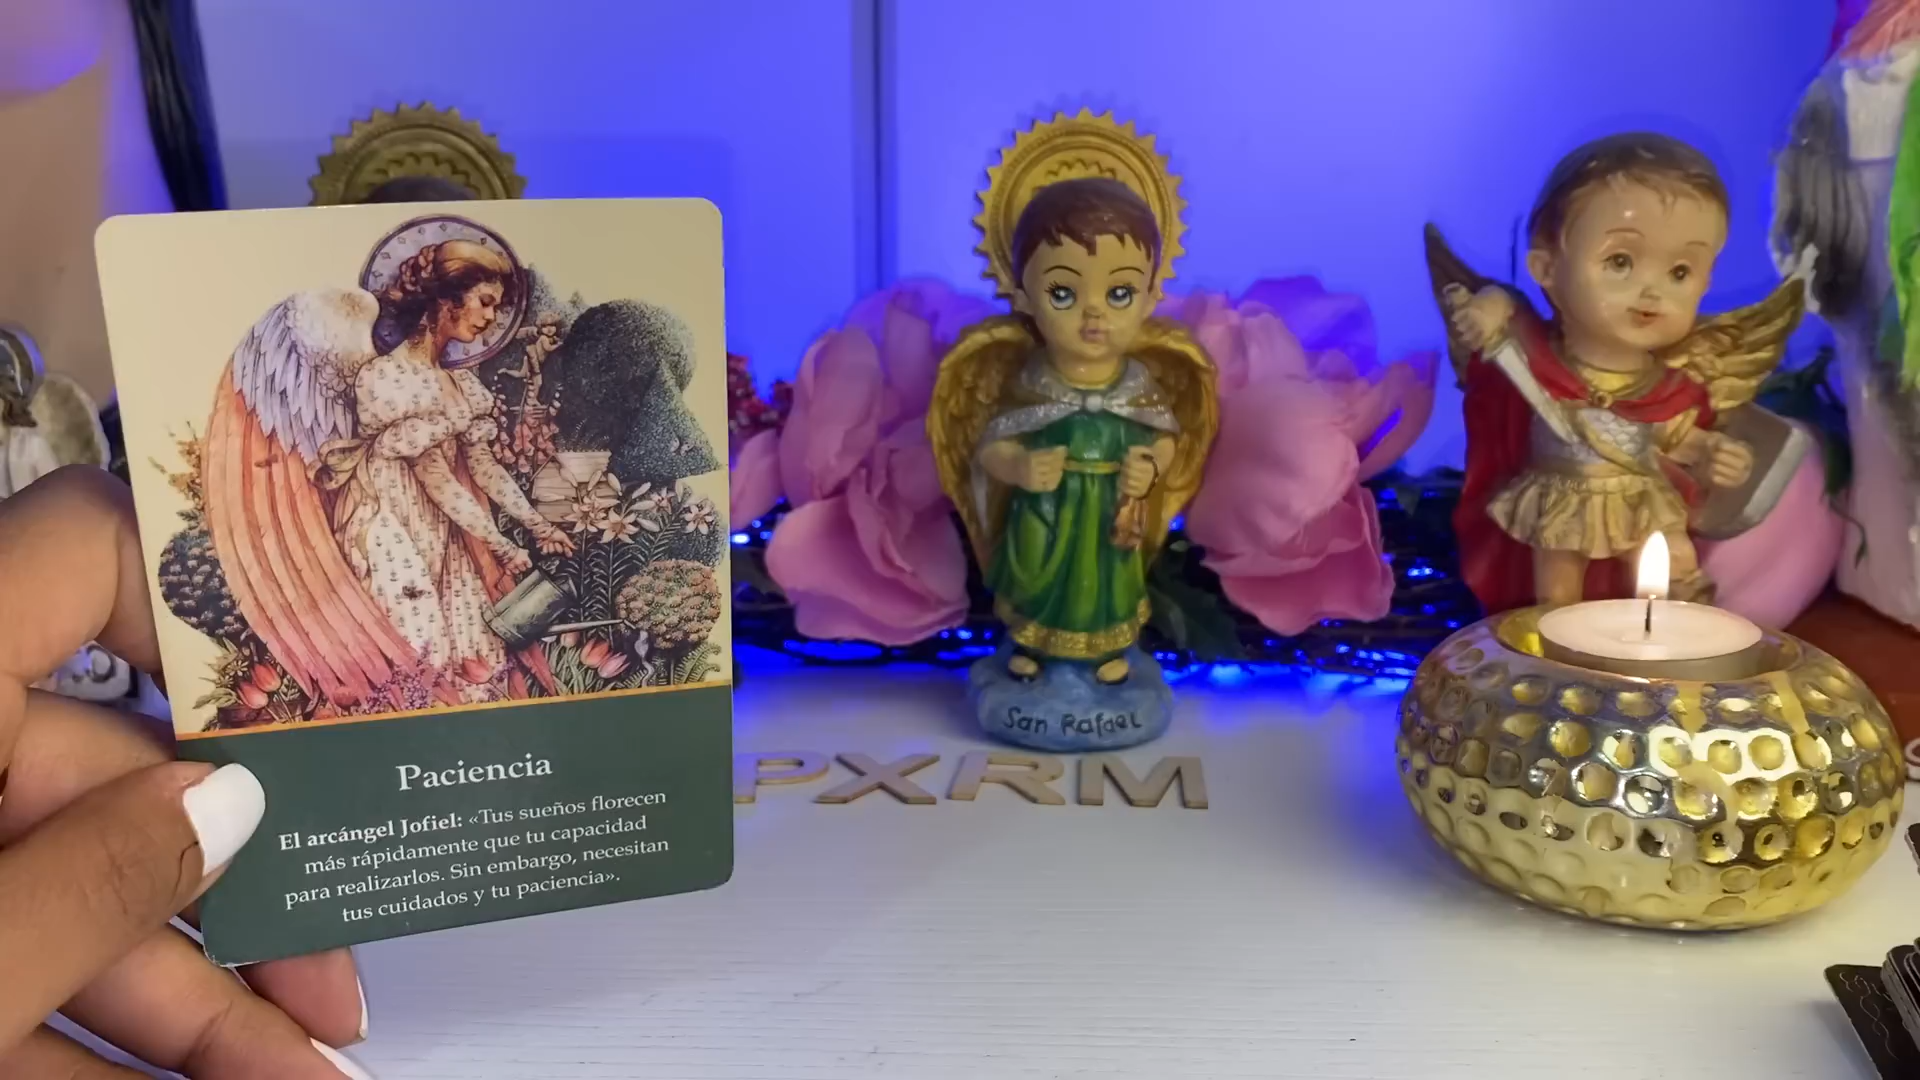 Paciencia
El arcángel Jofiel: «Tus sueños florecen
más rápidamente que tu capacidad
para realizarlos. Sin embargo, necesitan
tus cuidados y tu paciencia».
San Rafael
PXRM